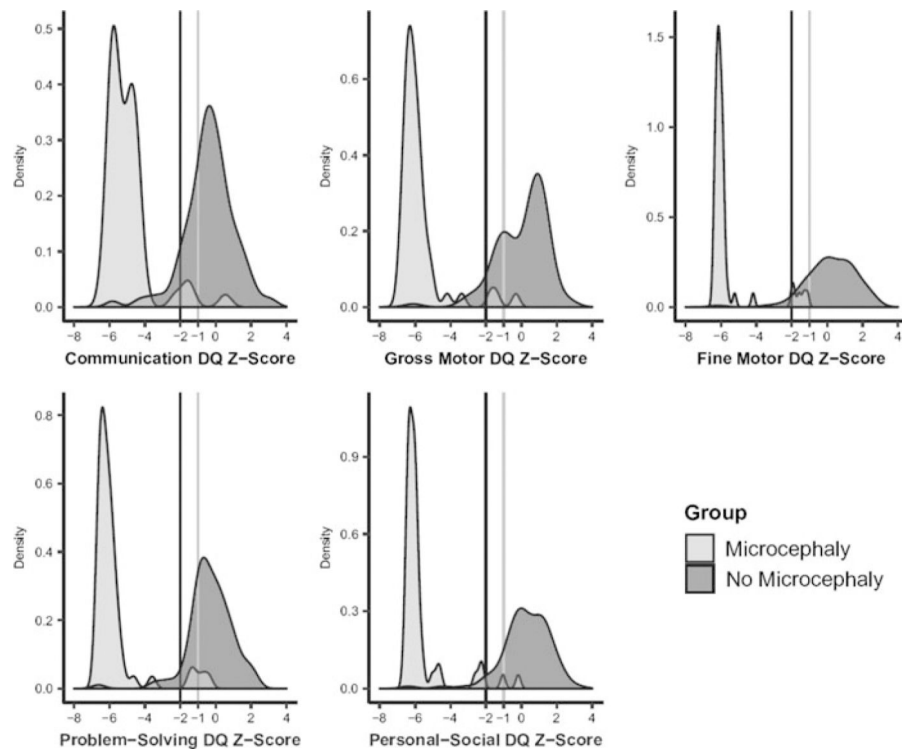 0.5
0.4
0.3
0.2
0.1
0.0
Density
-8 -6 -4 -2 -1 0 2 4
Communication DQ Z-Score
0.6
0.4
0.2
0.0
Density
-8 -6 -4 -2 -1 0 2 4
Gross Motor DQ Z-Score
1.5
1.0
0.5
0.0
Density
-8 -6 -4 -2 -1 0 2 4
Fine Motor DQ Z-Score
0.8
0.6
0.4
0.2
0.0
Density
-8 -6 -4 -2 -1 0 2 4
Problem-Solving DQ Z-Score
0.9
0.6
0.3
0.0
Density
-8 -6 -4 -2 -1 0 2 4
Personal-Social DQ Z-Score
Group
Microcephaly
No Microcephaly